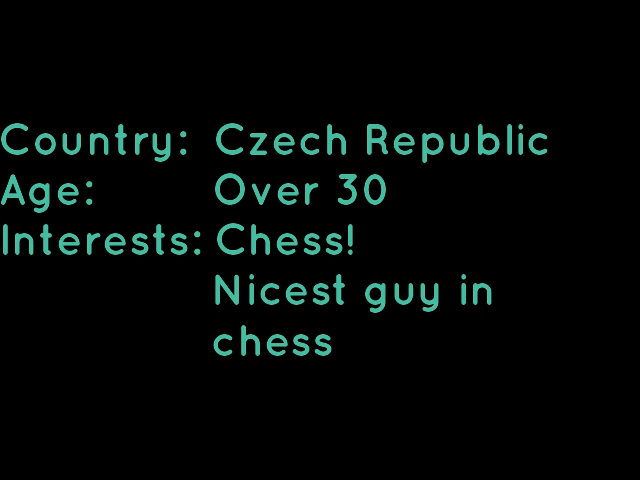 Country: Czech Republic
Age: Over 30
Interests: Chess!
Nicest guy in
chess